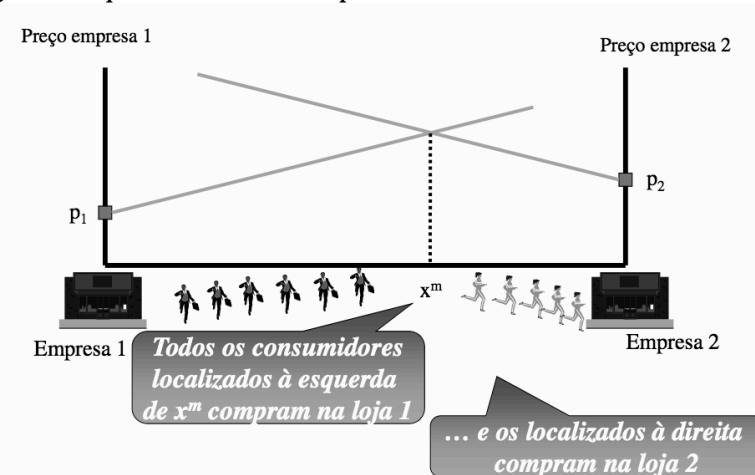 Preço empresa 1
Preço empresa 2
p₁
p₂
xᵐ
Empresa 1
Empresa 2
Todos os consumidores
localizados à esquerda
de xᵐ compram na loja 1
… e os localizados à direita
compram na loja 2